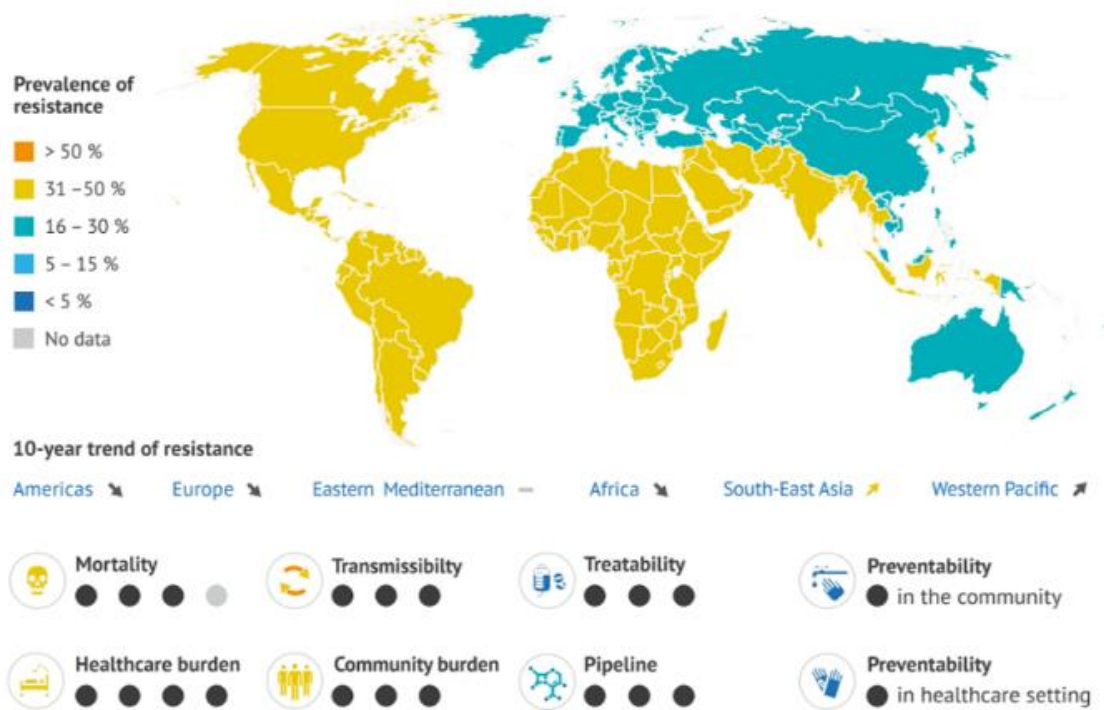 Prevalence of
resistance
> 50 %
31 –50 %
16 – 30 %
5 – 15 %
< 5 %
No data
10-year trend of resistance
Americas Europe Eastern Mediterranean Africa South-East Asia Western Pacific
Mortality Transmissibilty Treatability Preventability
in the community
Healthcare burden Community burden Pipeline Preventability
in healthcare setting